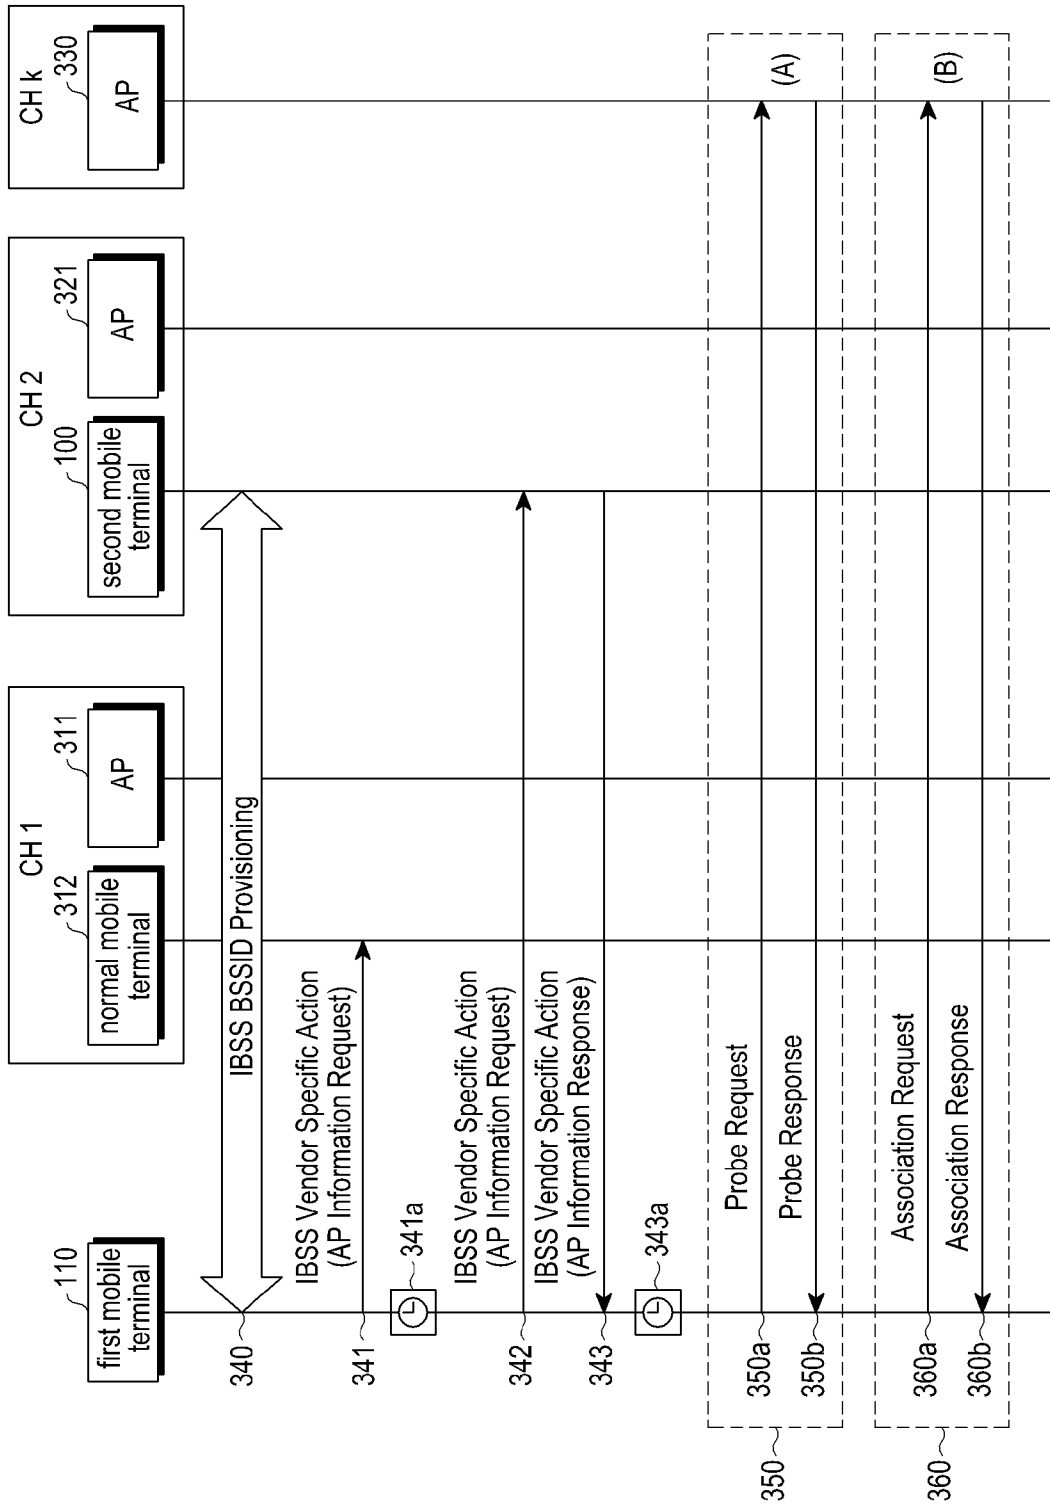 CH 1
CH 2
CH k
110
first mobile
terminal
312
normal mobile
terminal
311
AP
100
second mobile
terminal
321
AP
330
AP
340
IBSS BSSID Provisioning
341
IBSS Vendor Specific Action
(AP Information Request)
341a
342
IBSS Vendor Specific Action
(AP Information Request)
343
IBSS Vendor Specific Action
(AP Information Response)
343a
350
350a
Probe Request
350b
Probe Response
(A)
360
360a
Association Request
360b
Association Response
(B)